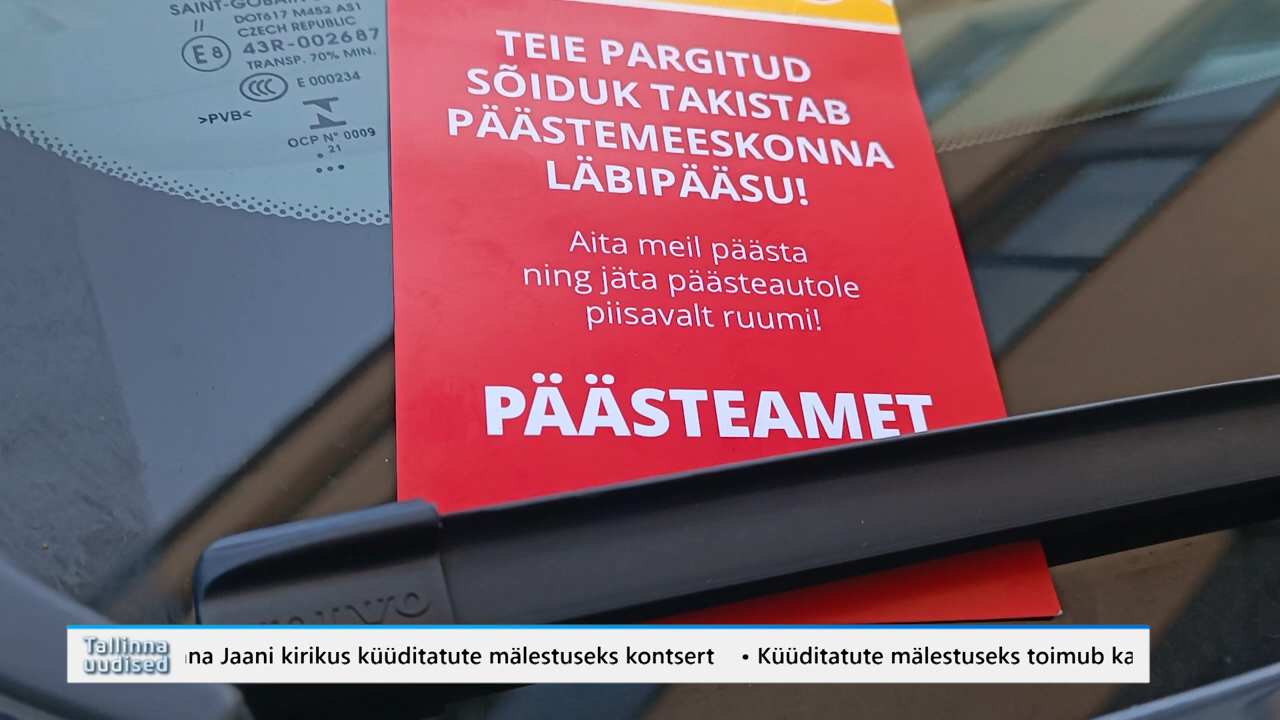 SAINT-GOBAIN
//
DOT617 M452 AS1
CZECH REPUBLIC
E8
43R-002687
TRANSP. 70% MIN.
CCC
E 000234
>PVB<
OCP N° 0009
21
TEIE PARGITUD
SÕIDUK TAKISTAB
PÄÄSTEMEESKONNA
LÄBIPÄÄSU!
Aita meil päästa
ning jäta päästeautole
piisavalt ruumi!
PÄÄSTEAMET
Tallinna
uudised
na Jaani kirikus küüditatute mälestuseks kontsert • Küüditatute mälestuseks toimub ka